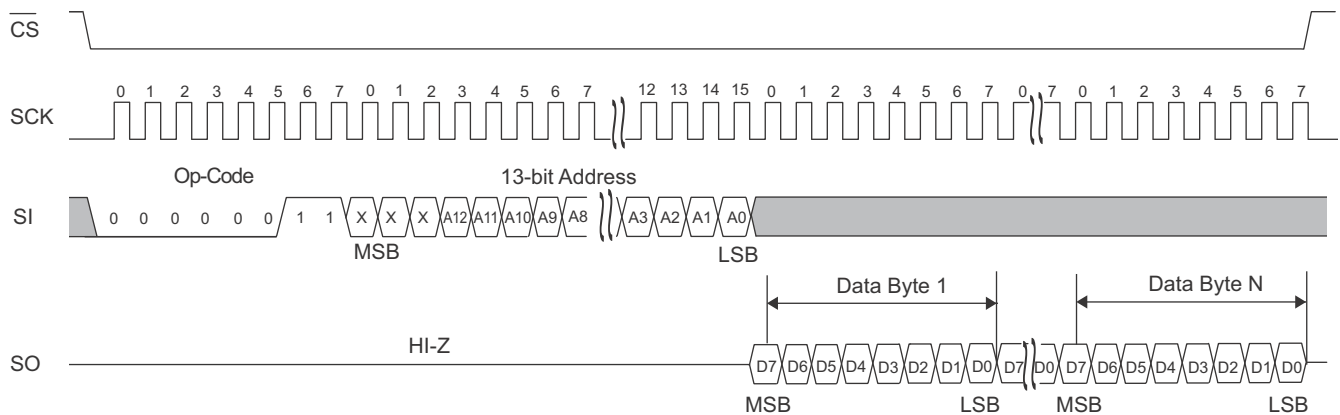 CS
SCK
0 1 2 3 4 5 6 7 0 1 2 3 4 5 6 7 12 13 14 15 0 1 2 3 4 5 6 7 0 7 0 1 2 3 4 5 6 7
Op-Code 13-bit Address
SI
0 0 0 0 0 0 1 1 X X X A12 A11 A10 A9 A8 A3 A2 A1 A0
MSB LSB
Data Byte 1 Data Byte N
HI-Z
SO
D7 D6 D5 D4 D3 D2 D1 D0 D7 D0 D7 D6 D5 D4 D3 D2 D1 D0
MSB LSB MSB LSB